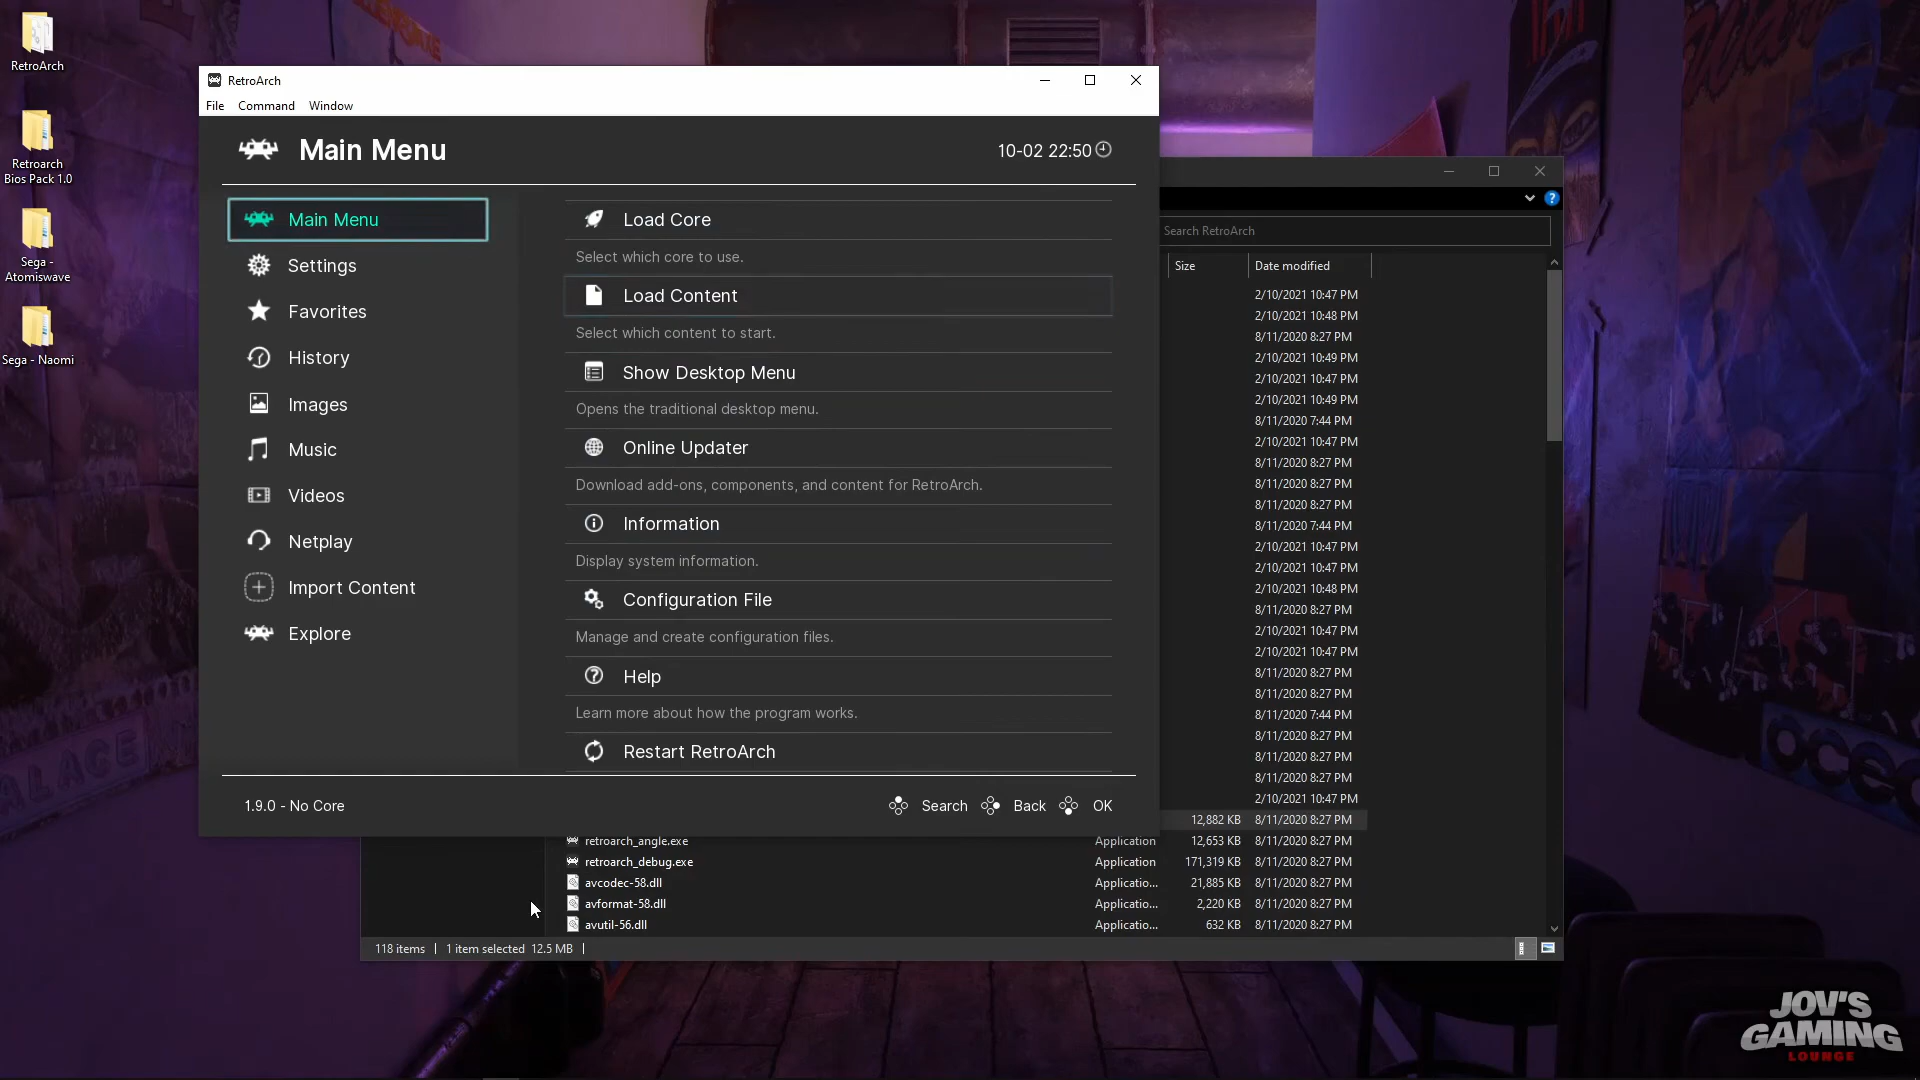 RetroArch
Retroarch
Bios Pack 1.0
Sega -
Atomiswave
Sega - Naomi
RetroArch
File Command Window
Main Menu
10-02 22:50
Main Menu
Settings
Favorites
History
Images
Music
Videos
Netplay
Import Content
Explore
Load Core
Select which core to use.
Load Content
Select which content to start.
Show Desktop Menu
Opens the traditional desktop menu.
Online Updater
Download add-ons, components, and content for RetroArch.
Information
Display system information.
Configuration File
Manage and create configuration files.
Help
Learn more about how the program works.
Restart RetroArch
1.9.0 - No Core
Search Back OK
Search RetroArch
Size Date modified
2/10/2021 10:47 PM
2/10/2021 10:48 PM
8/11/2020 8:27 PM
2/10/2021 10:49 PM
2/10/2021 10:47 PM
2/10/2021 10:49 PM
8/11/2020 7:44 PM
2/10/2021 10:47 PM
8/11/2020 8:27 PM
8/11/2020 8:27 PM
8/11/2020 8:27 PM
8/11/2020 7:44 PM
2/10/2021 10:47 PM
2/10/2021 10:47 PM
2/10/2021 10:48 PM
8/11/2020 8:27 PM
2/10/2021 10:47 PM
2/10/2021 10:47 PM
8/11/2020 8:27 PM
8/11/2020 8:27 PM
8/11/2020 7:44 PM
8/11/2020 8:27 PM
8/11/2020 8:27 PM
8/11/2020 8:27 PM
2/10/2021 10:47 PM
12,882 KB 8/11/2020 8:27 PM
retroarch_angle.exe Application 12,653 KB 8/11/2020 8:27 PM
retroarch_debug.exe Application 171,319 KB 8/11/2020 8:27 PM
avcodec-58.dll Applicatio... 21,885 KB 8/11/2020 8:27 PM
avformat-58.dll Applicatio... 2,220 KB 8/11/2020 8:27 PM
avutil-56.dll Applicatio... 632 KB 8/11/2020 8:27 PM
118 items 1 item selected 12.5 MB
JOV'S
GAMING
LOUNGE